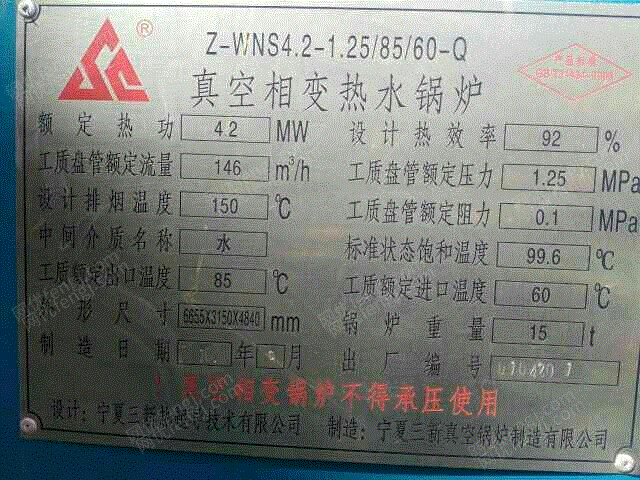 ®
Z-WNS4.2-1.25/85/60-Q
真空相变热水锅炉
产品标准
额定热功 4.2 MW 设计热效率 92 %
工质盘管额定流量 146 m³/h 工质盘管额定压力 1.25 MPa
设计排烟温度 150 ℃ 工质盘管额定阻力 0.1 MPa
中间介质名称 水 标准状态饱和温度 99.6 ℃
工质额定出口温度 85 ℃ 工质额定进口温度 60 ℃
外形尺寸 6655X3150X4840 mm 锅炉重量 15 t
制造日期 年 月 出厂编号
相变锅炉不得承压使用
设计：宁夏三新热 技术有限公司 制造：宁夏三新真空锅炉制造有限公司